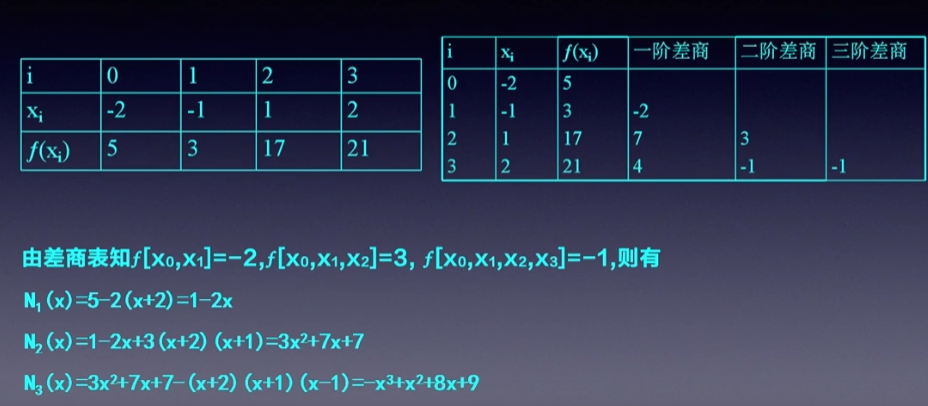 i 0 1 2 3
xᵢ -2 -1 1 2
f(xᵢ) 5 3 17 21
i xᵢ f(xᵢ) 一阶差商 二阶差商 三阶差商
0 -2 5
1 -1 3 -2
2 1 17 7 3
3 2 21 4 -1 -1
由差商表知f[x₀,x₁]=-2,f[x₀,x₁,x₂]=3, f[x₀,x₁,x₂,x₃]=-1,则有
N₁(x)=5-2(x+2)=1-2x
N₂(x)=1-2x+3(x+2)(x+1)=3x²+7x+7
N₃(x)=3x²+7x+7-(x+2)(x+1)(x-1)=-x³+x²+8x+9